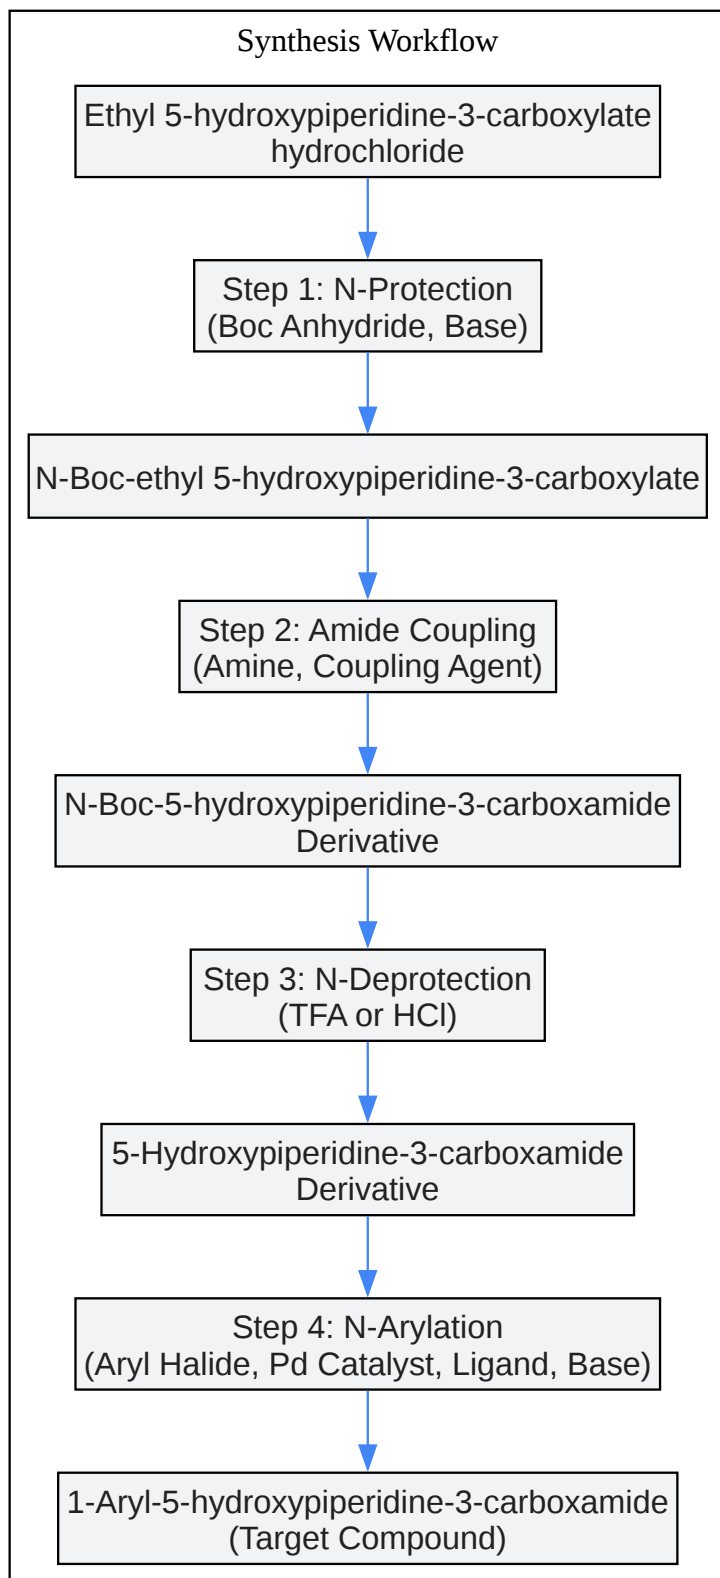 Synthesis Workflow
Ethyl 5-hydroxypiperidine-3-carboxylate
hydrochloride
Step 1: N-Protection
(Boc Anhydride, Base)
N-Boc-ethyl 5-hydroxypiperidine-3-carboxylate
Step 2: Amide Coupling
(Amine, Coupling Agent)
N-Boc-5-hydroxypiperidine-3-carboxamide
Derivative
Step 3: N-Deprotection
(TFA or HCl)
5-Hydroxypiperidine-3-carboxamide
Derivative
Step 4: N-Arylation
(Aryl Halide, Pd Catalyst, Ligand, Base)
1-Aryl-5-hydroxypiperidine-3-carboxamide
(Target Compound)